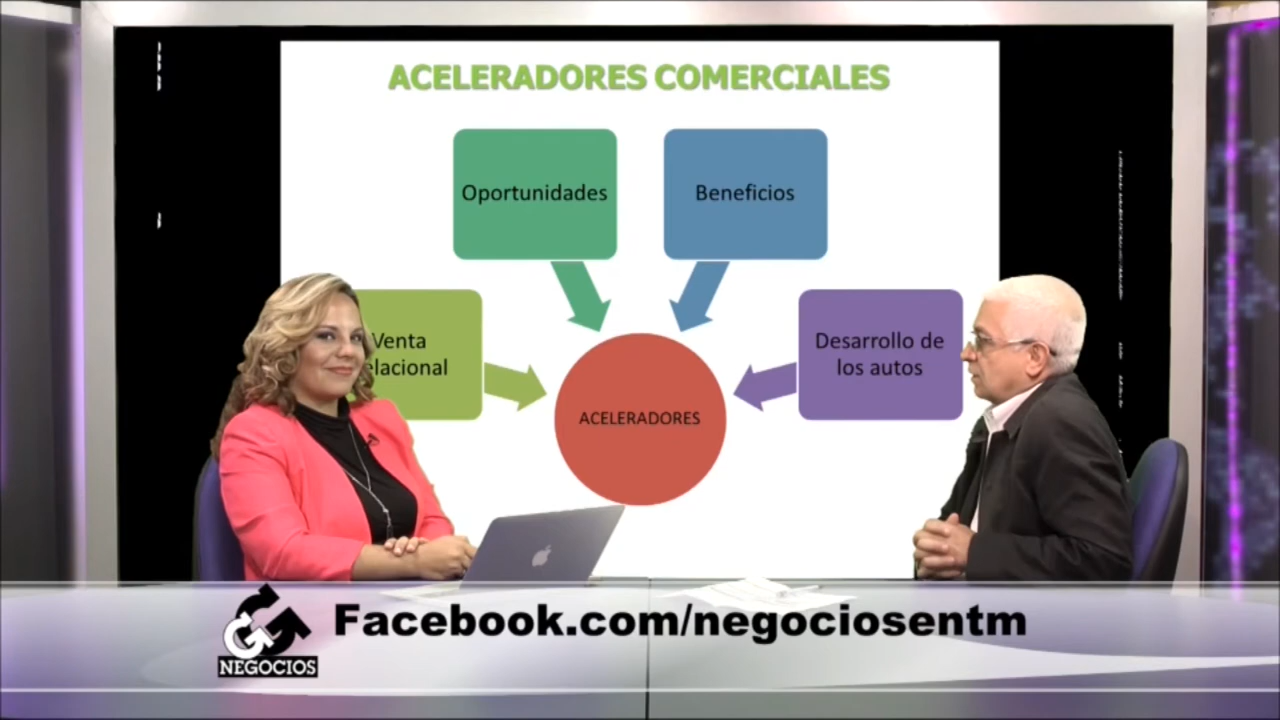 ACELERADORES COMERCIALES
Oportunidades
Beneficios
Venta
elacional
Desarrollo de
los autos
ACELERADORES
Facebook.com/negociosentm
NEGOCIOS